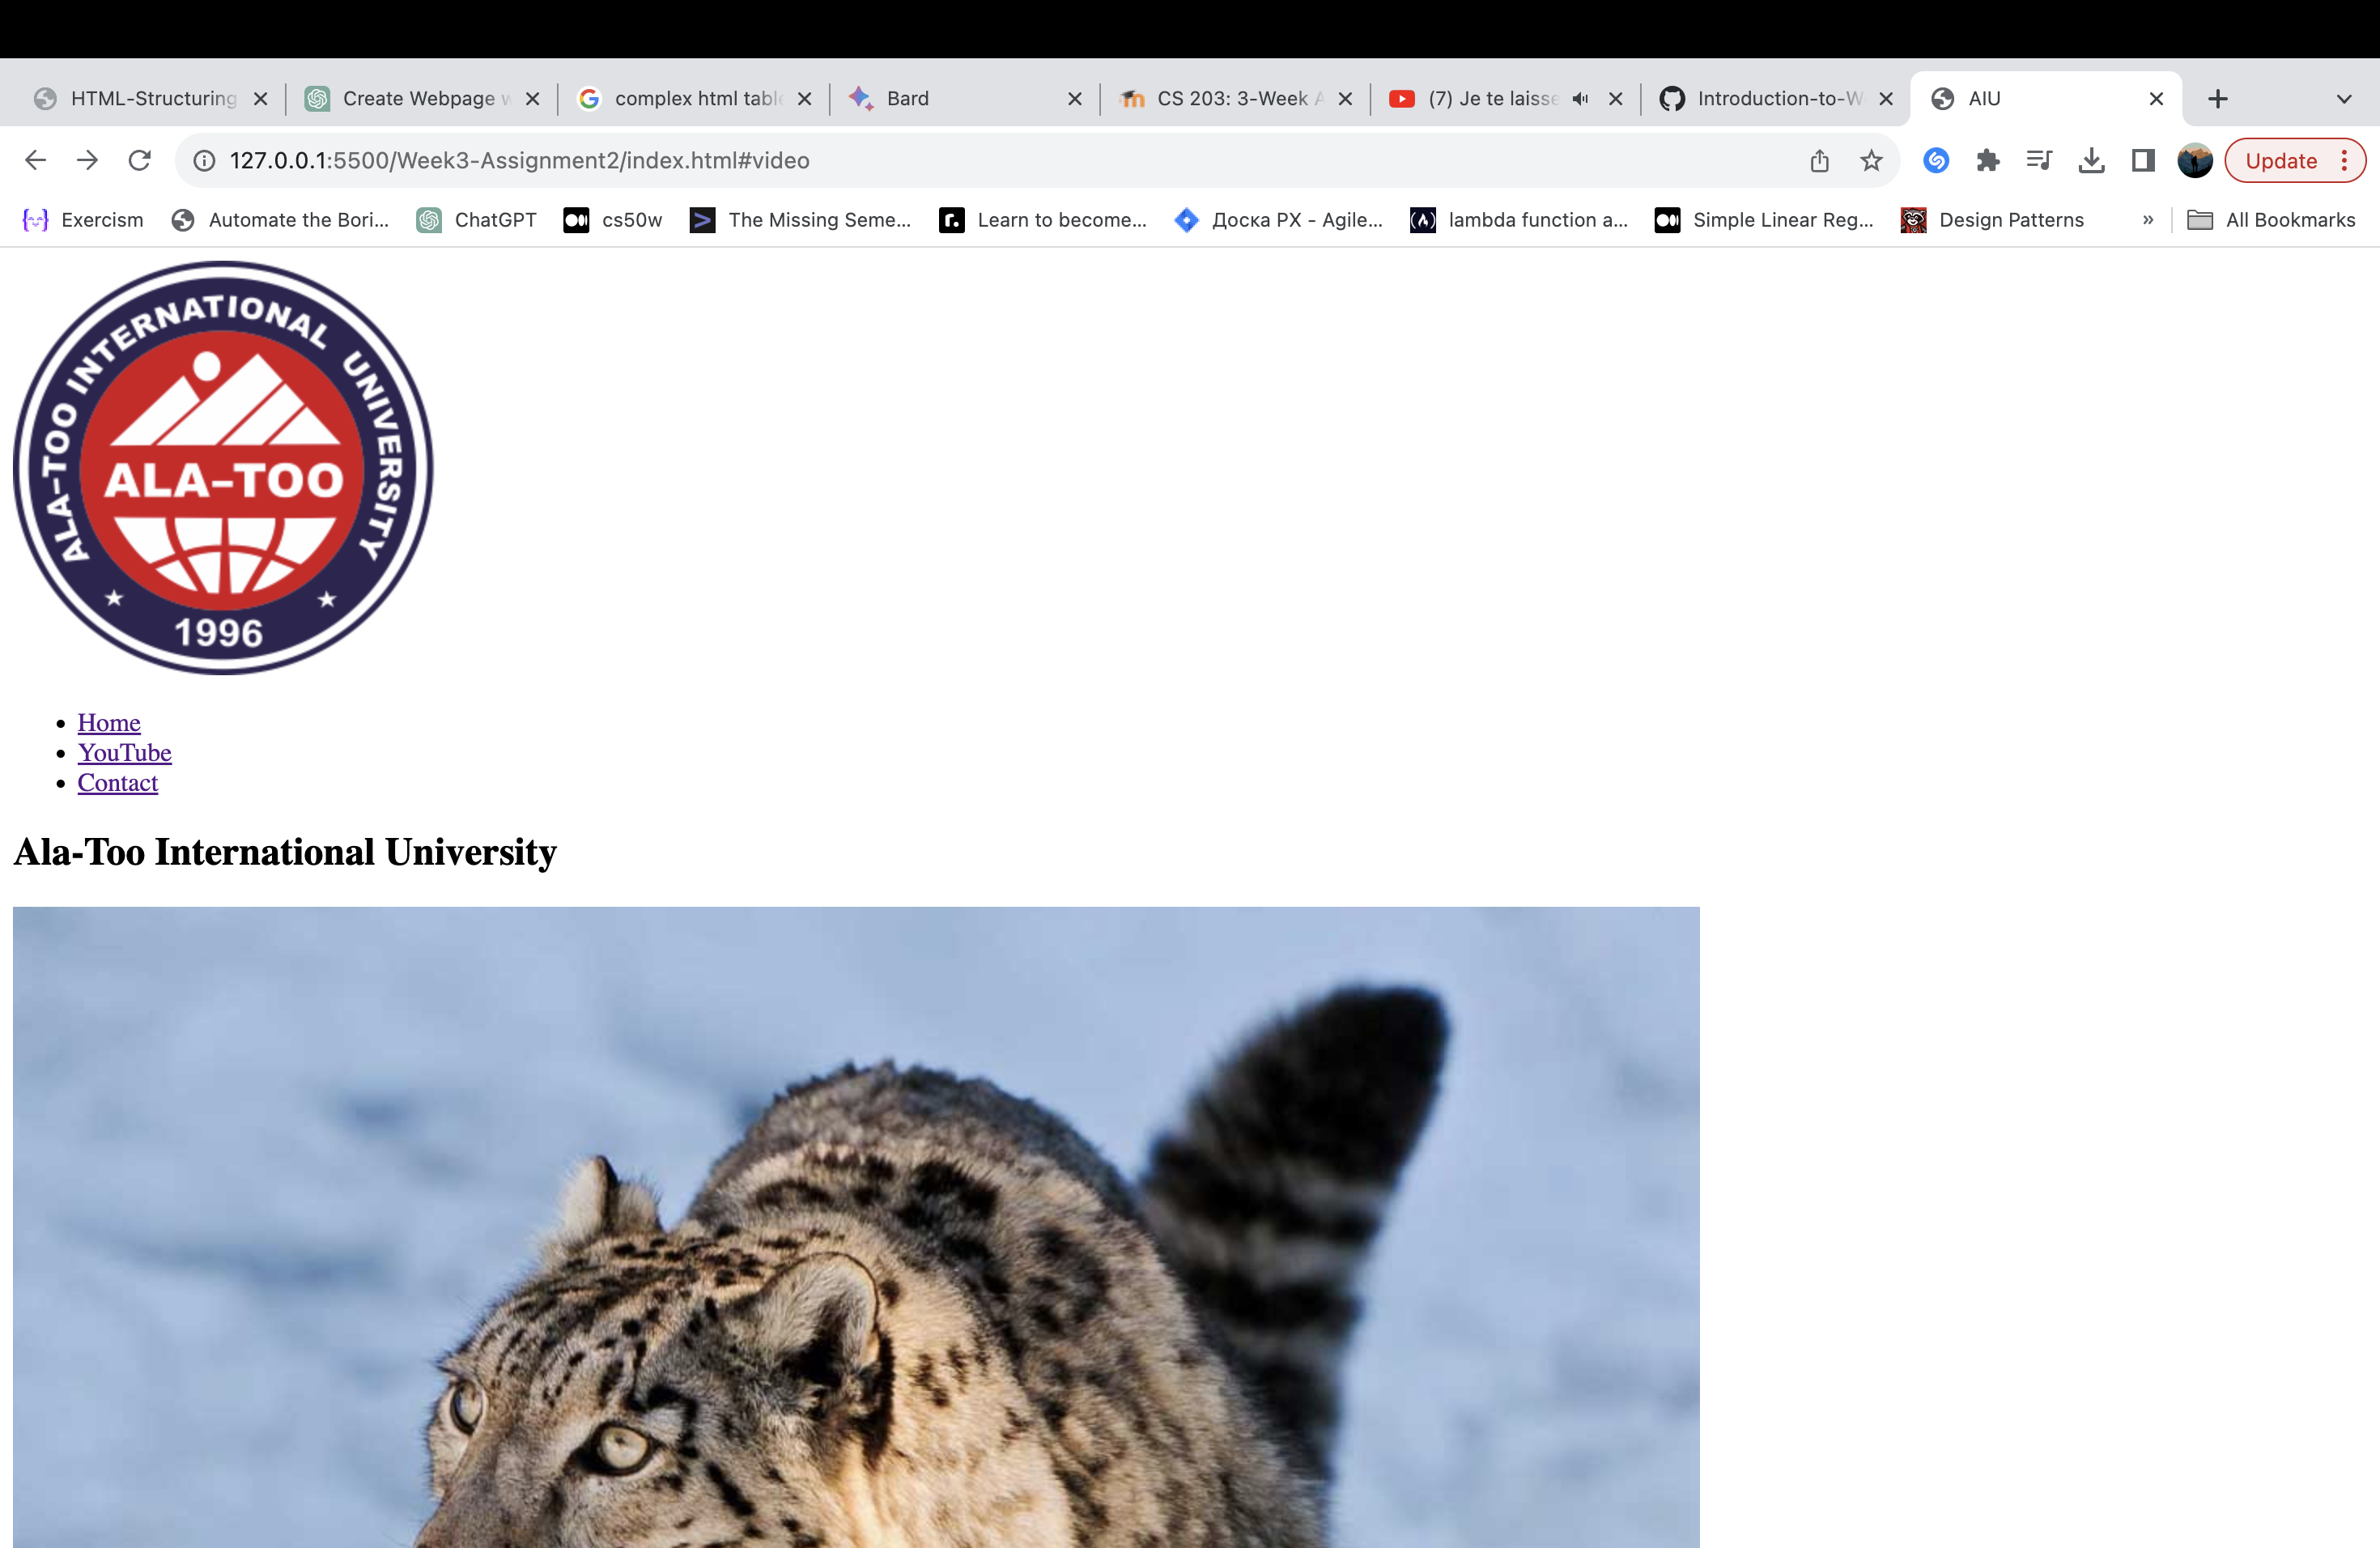 HTML-Structuring
Create Webpage w
complex html table
Bard
CS 203: 3-Week A
(7) Je te laisse
Introduction-to-W
AIU
127.0.0.1:5500/Week3-Assignment2/index.html#video
Update
Exercism
Automate the Bori...
ChatGPT
cs50w
The Missing Seme...
Learn to become...
Доска PX - Agile...
lambda function a...
Simple Linear Reg...
Design Patterns
»
All Bookmarks
ALA-TOO INTERNATIONAL UNIVERSITY
ALA-TOO
1996
Home
YouTube
Contact
Ala-Too International University